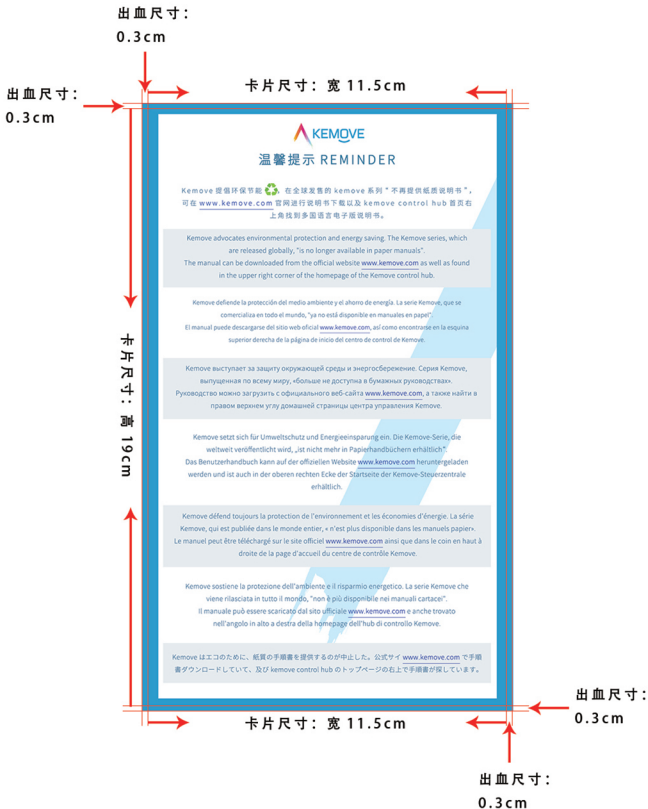 出血尺寸：
0.3cm
出血尺寸：
0.3cm
卡片尺寸：宽 11.5cm
KEMOVE
温馨提示 REMINDER
Kemove 提倡环保节能 ，在全球发售的 kemove 系列“不再提供纸质说明书”，
可在 www.kemove.com 官网进行说明书下载以及 kemove control hub 首页右
上角找到多国语言电子版说明书。
Kemove advocates environmental protection and energy saving. The Kemove series, which
are released globally, "is no longer available in paper manuals".
The manual can be downloaded from the official website www.kemove.com as well as found
in the upper right corner of the homepage of the Kemove control hub.
Kemove defiende la protección del medio ambiente y el ahorro de energía. La serie Kemove, que se
comercializa en todo el mundo, "ya no está disponible en manuales en papel".
El manual puede descargarse del sitio web oficial www.kemove.com, así como encontrarse en la esquina
superior derecha de la página de inicio del centro de control de Kemove.
Kemove выступает за защиту окружающей среды и энергосбережение. Серия Kemove,
выпущенная по всему миру, «больше не доступна в бумажных руководствах».
Руководство можно загрузить с официального веб-сайта www.kemove.com, а также найти в
правом верхнем углу домашней страницы центра управления Kemove.
Kemove setzt sich für Umweltschutz und Energieeinsparung ein. Die Kemove-Serie, die
weltweit veröffentlicht wird, „ist nicht mehr in Papierhandbüchern erhältlich".
Das Benutzerhandbuch kann auf der offiziellen Website www.kemove.com heruntergeladen
werden und ist auch in der oberen rechten Ecke der Startseite der Kemove-Steuerzentrale
erhältlich.
Kemove défend toujours la protection de l'environnement et les économies d'énergie. La série
Kemove, qui est publiée dans le monde entier, « n'est plus disponible dans les manuels papier».
Le manuel peut être téléchargé sur le site officiel www.kemove.com ainsi que dans le coin en haut à
droite de la page d'accueil du centre de contrôle Kemove.
Kemove sostiene la protezione dell'ambiente e il risparmio energetico. La serie Kemove che
viene rilasciata in tutto il mondo, "non è più disponibile nei manuali cartacei".
Il manuale può essere scaricato dal sito ufficiale www.kemove.com e anche trovato
nell'angolo in alto a destra della homepage dell'hub di controllo Kemove.
Kemove はエコのために、紙質の手順書を提供するのが中止した。公式サイ www.kemove.com で手順
書ダウンロードしていて、及び kemove control hub のトップページの右上で手順書が探しています。
卡片尺寸：高 19cm
卡片尺寸：宽 11.5cm
出血尺寸：
0.3cm
出血尺寸：
0.3cm